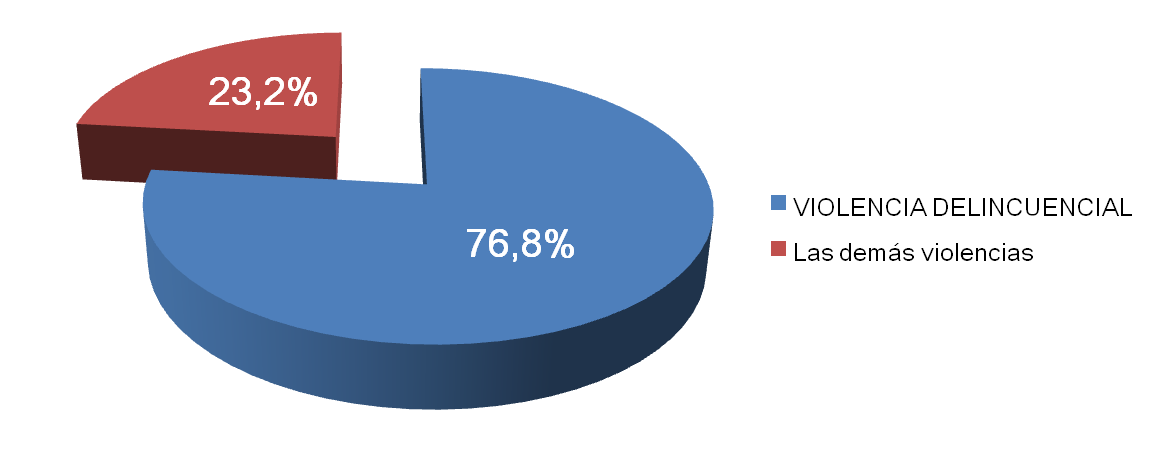 23,2%
76,8%
VIOLENCIA DELINCUENCIAL
Las demás violencias